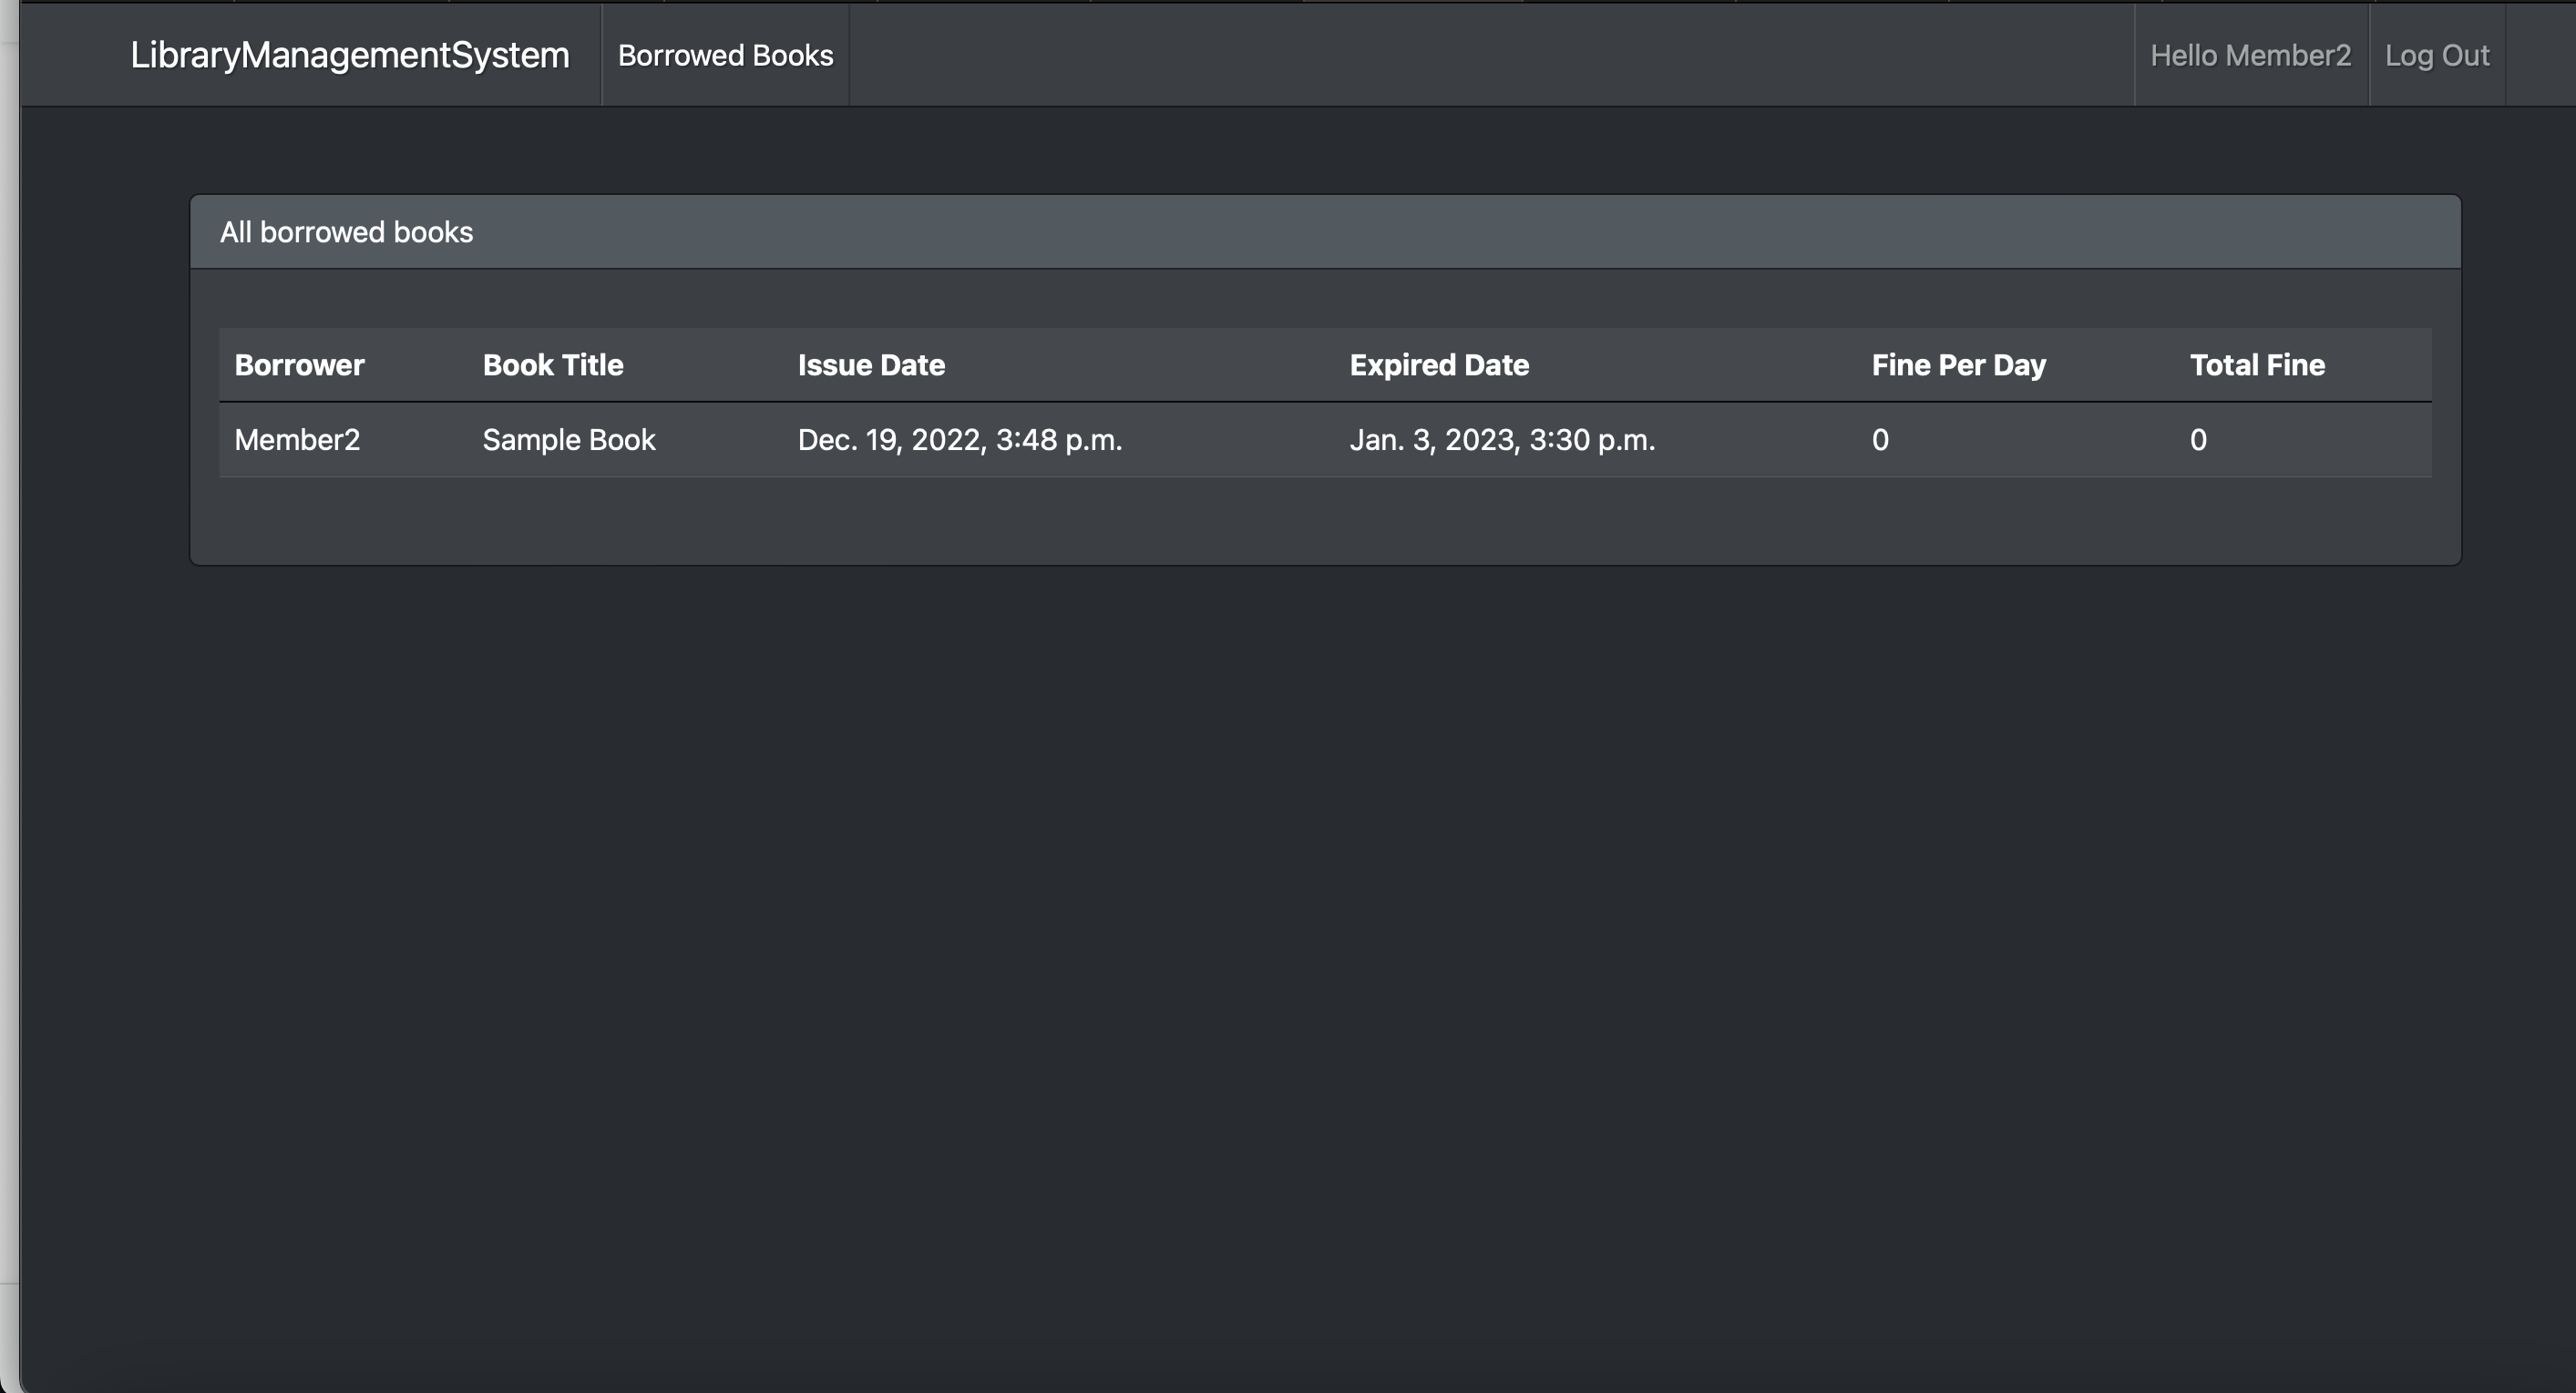 LibraryManagementSystem Borrowed Books Hello Member2 Log Out
All borrowed books
Borrower Book Title Issue Date Expired Date Fine Per Day Total Fine
Member2 Sample Book Dec. 19, 2022, 3:48 p.m. Jan. 3, 2023, 3:30 p.m. 0 0